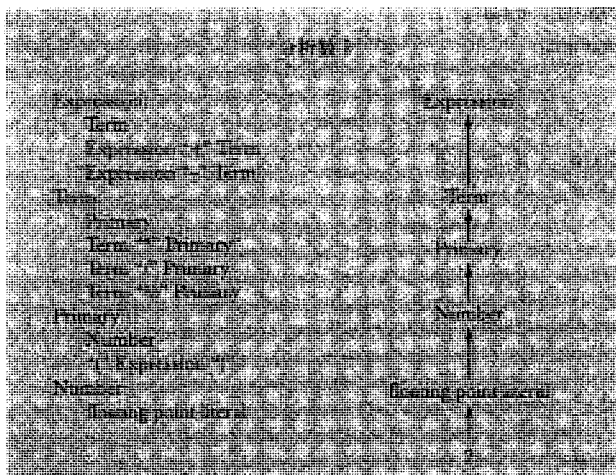 Expression:
Term
Expression "+" Term
Expression "–" Term
Term:
Primary
Term "*" Primary
Term "/" Primary
Term "%" Primary
Primary:
Number
"(" Expression ")"
Number:
floating-point-literal
Expression
Term
Primary
Number
floating-point-literal
2